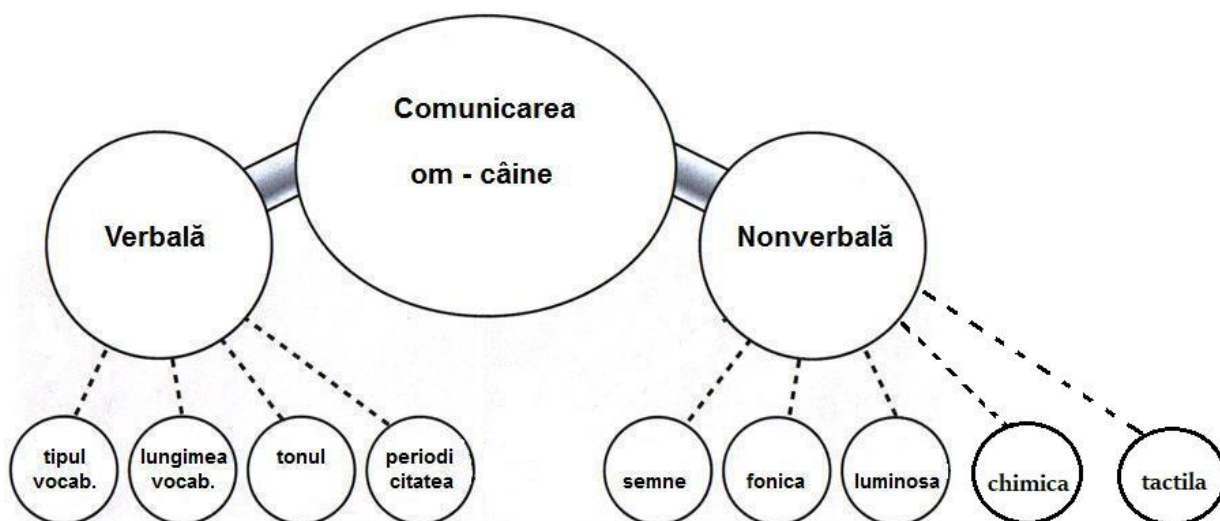 Comunicarea
om - câine
Verbală
Nonverbală
tipul
vocab.
lungimea
vocab.
tonul
periodi
citatea
semne
fonica
luminosa
chimica
tactila